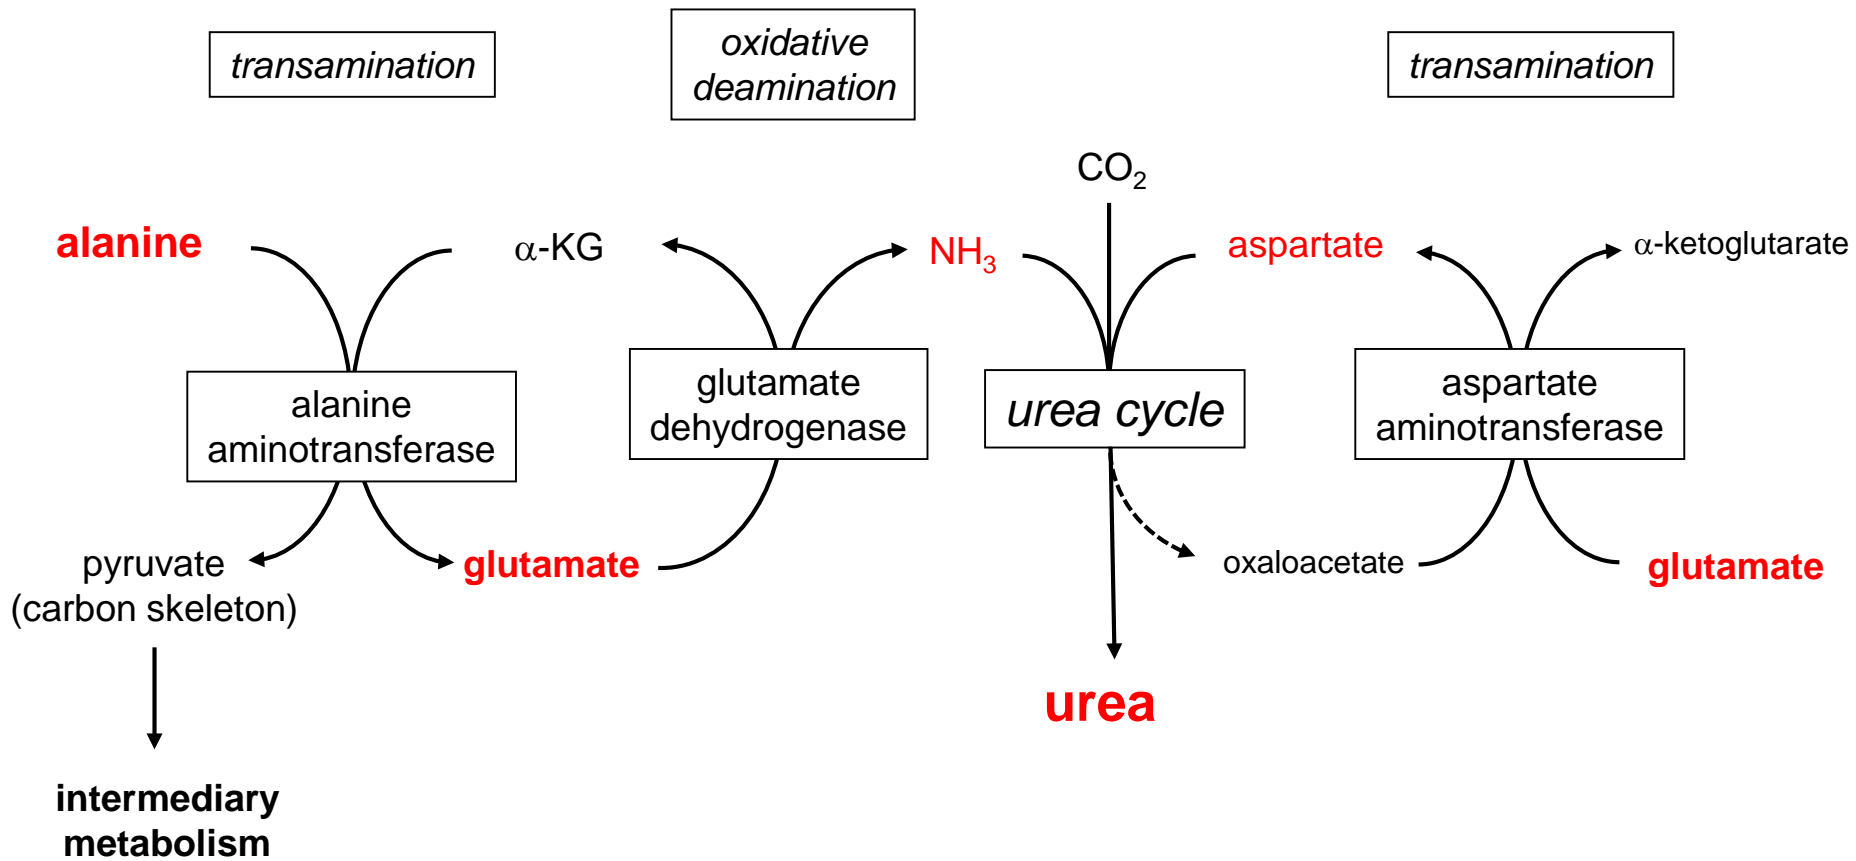 transamination
oxidative
deamination
transamination
CO₂
alanine
α-KG
NH₃
aspartate
α-ketoglutarate
alanine
aminotransferase
glutamate
dehydrogenase
urea cycle
aspartate
aminotransferase
pyruvate
(carbon skeleton)
glutamate
oxaloacetate
glutamate
urea
intermediary
metabolism